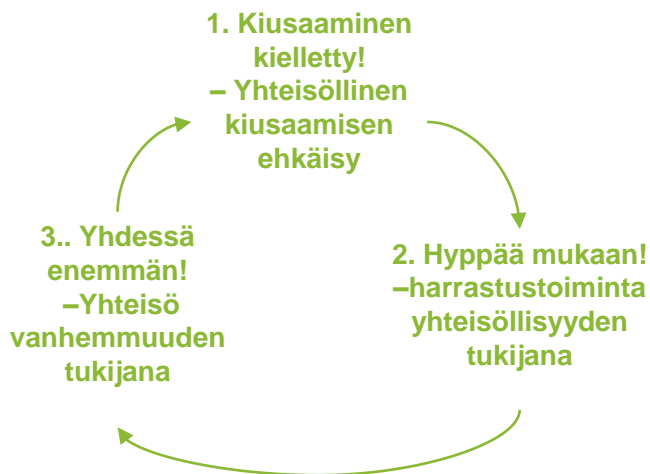 1. Kiusaaminen
kielletty!
– Yhteisöllinen
kiusaamisen
ehkäisy
2. Hyppää mukaan!
–harrastustoiminta
yhteisöllisyyden
tukijana
3.. Yhdessä
enemmän!
–Yhteisö
vanhemmuuden
tukijana